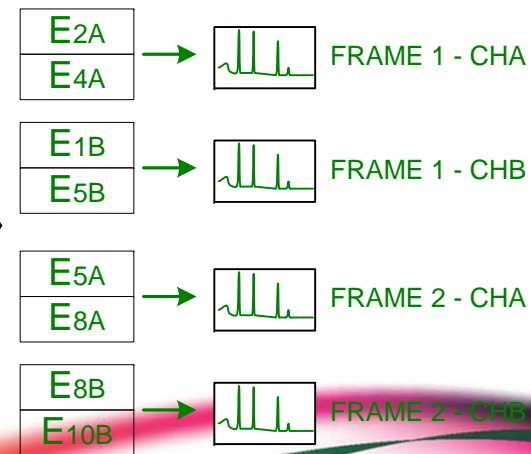 E2A
E4A
FRAME 1 - CHA
E1B
E5B
FRAME 1 - CHB
E5A
E8A
FRAME 2 - CHA
E8B
E10B
FRAME 2 - CHB